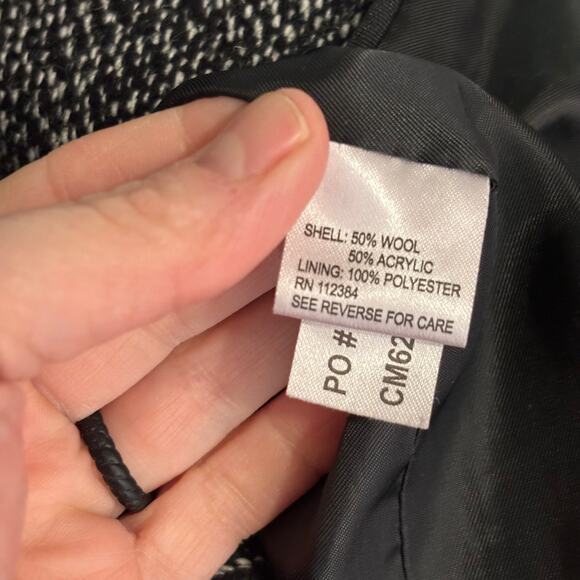 SHELL: 50% WOOL
50% ACRYLIC
LINING: 100% POLYESTER
RN 112384
SEE REVERSE FOR CARE
PO #
CM62